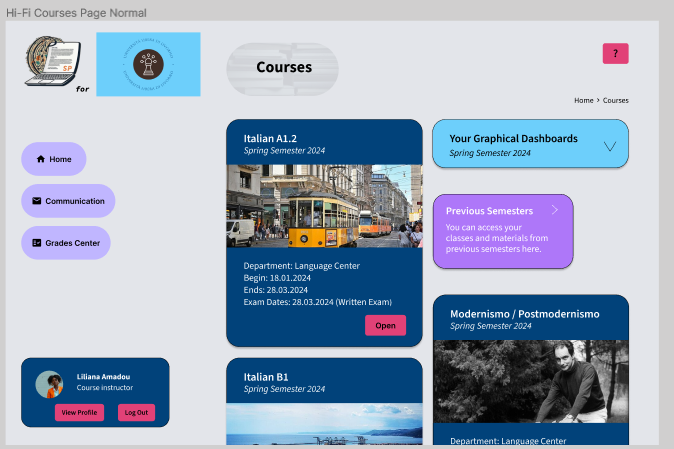 Hi-Fi Courses Page Normal
SP
for
Courses
?
Home > Courses
Home
Communication
Grades Center
Italian A1.2
Spring Semester 2024
Department: Language Center
Begin: 18.01.2024
Ends: 28.03.2024
Exam Dates: 28.03.2024 (Written Exam)
Open
Italian B1
Spring Semester 2024
Your Graphical Dashboards
Spring Semester 2024
Previous Semesters
You can access your
classes and materials from
previous semesters here.
Modernismo / Postmodernismo
Spring Semester 2024
Department: Language Center
Liliana Amadou
Course instructor
View Profile
Log Out